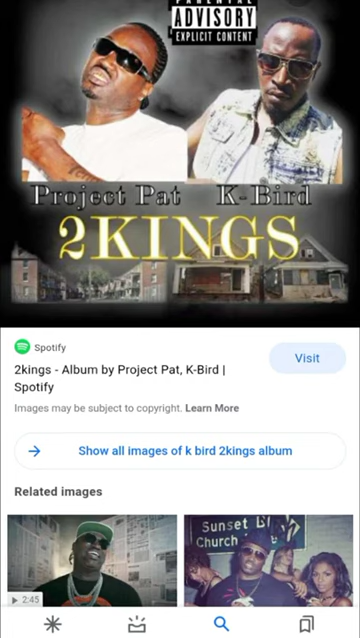 PARENTAL
ADVISORY
EXPLICIT CONTENT
Project Pat K-Bird
2KINGS
Spotify
2kings - Album by Project Pat, K-Bird |
Spotify
Visit
Images may be subject to copyright. Learn More
Show all images of k bird 2kings album
Related images
2:45
Sunset Bl
Church